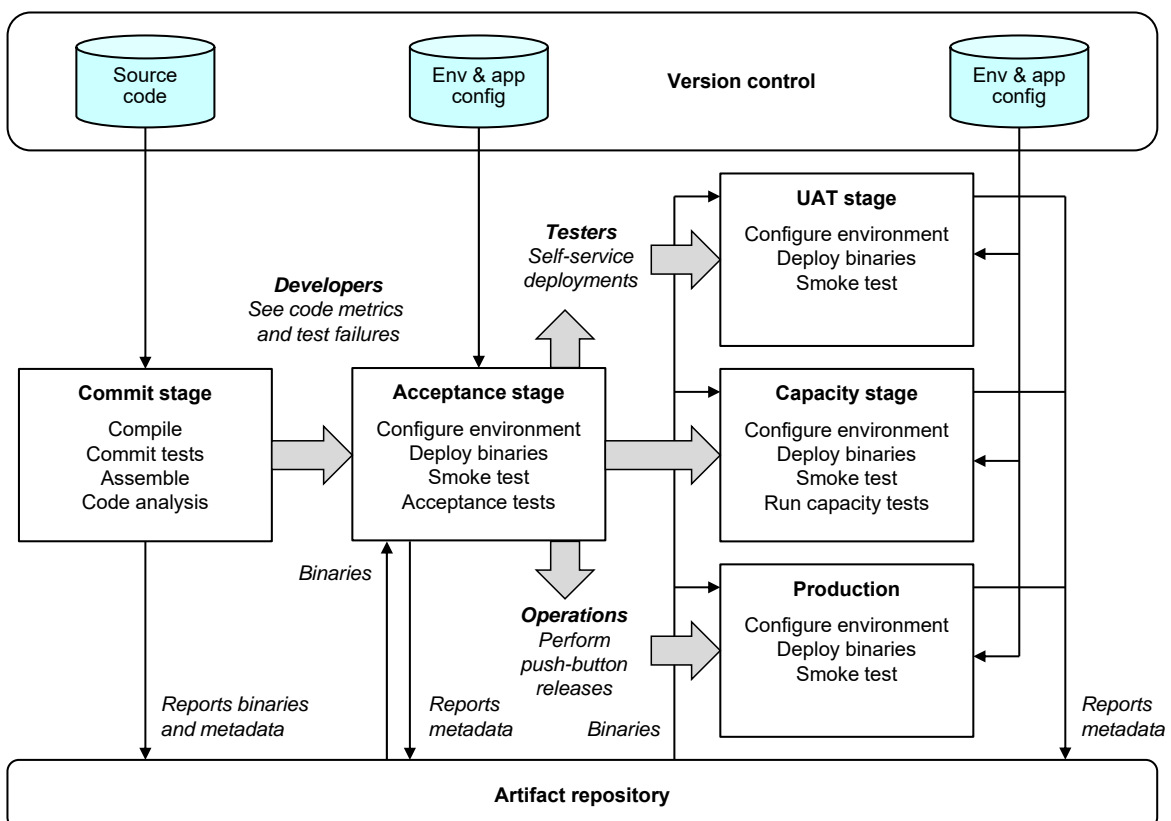 Source
code
Env & app
config
Version control
Env & app
config
UAT stage
Configure environment
Deploy binaries
Smoke test
Testers
Self-service
deployments
Developers
See code metrics
and test failures
Commit stage
Compile
Commit tests
Assemble
Code analysis
Acceptance stage
Configure environment
Deploy binaries
Smoke test
Acceptance tests
Capacity stage
Configure environment
Deploy binaries
Smoke test
Run capacity tests
Binaries
Operations
Perform
push-button
releases
Production
Configure environment
Deploy binaries
Smoke test
Reports binaries
and metadata
Reports
metadata
Binaries
Reports
metadata
Artifact repository